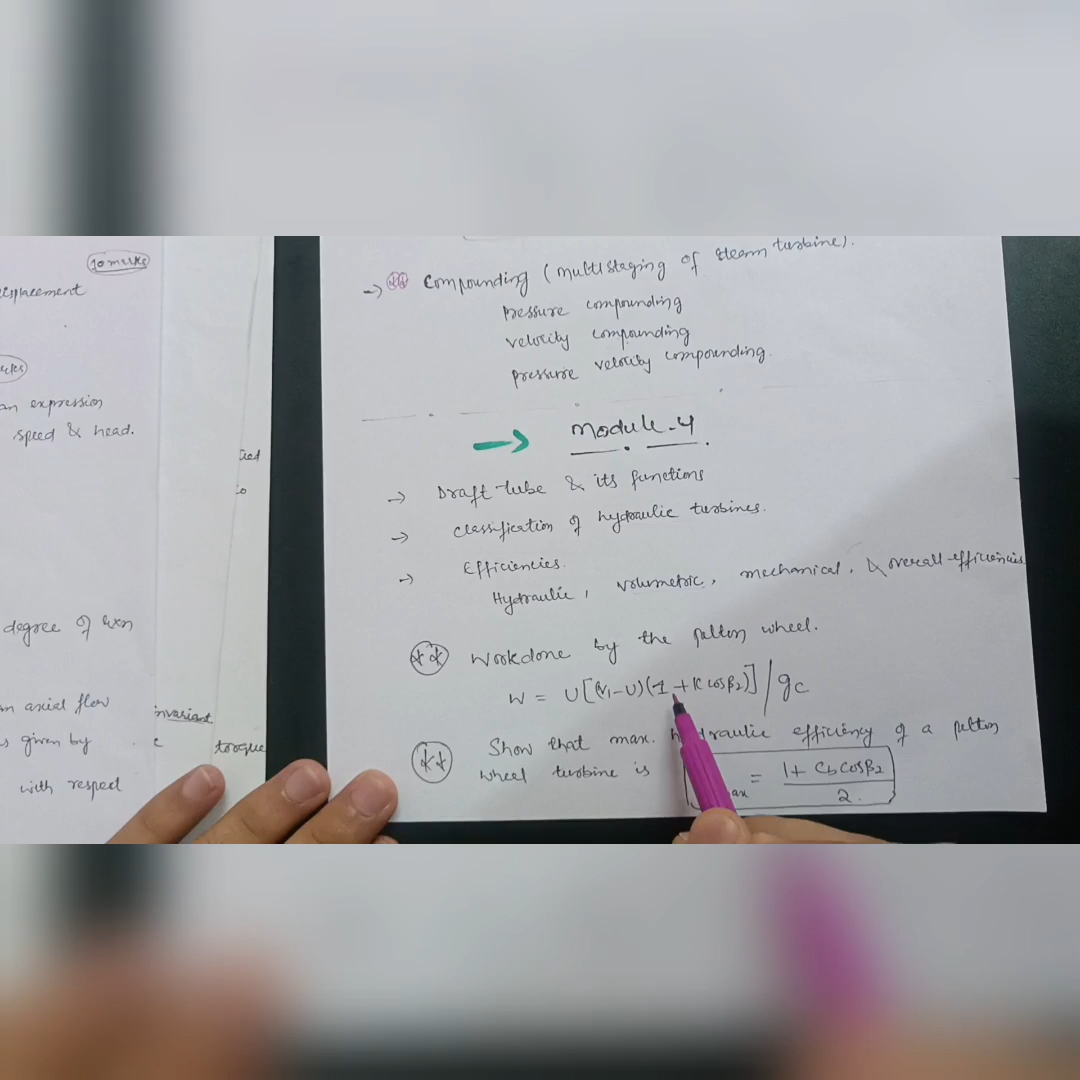 10 marks
displacement
an expression
speed & head.
degree of rxn
an axial flow
given by
with respect
invariant
torque
-> ** Compounding (Multistaging of steam turbine).
pressure compounding
velocity compounding
pressure velocity compounding.
Module-4
-> Draft-tube & its functions
-> Classification of hydraulic turbines.
-> Efficiencies.
Hydraulic, volumetric, mechanical, & overall-efficiencies
** Workdone by the pelton wheel.
W = U[(V1-U)(1+K cosβ2)]/gc
** Show that max. hydraulic efficiency of a pelton
wheel turbine is
ax = 1+ Cb cosβ2 / 2.